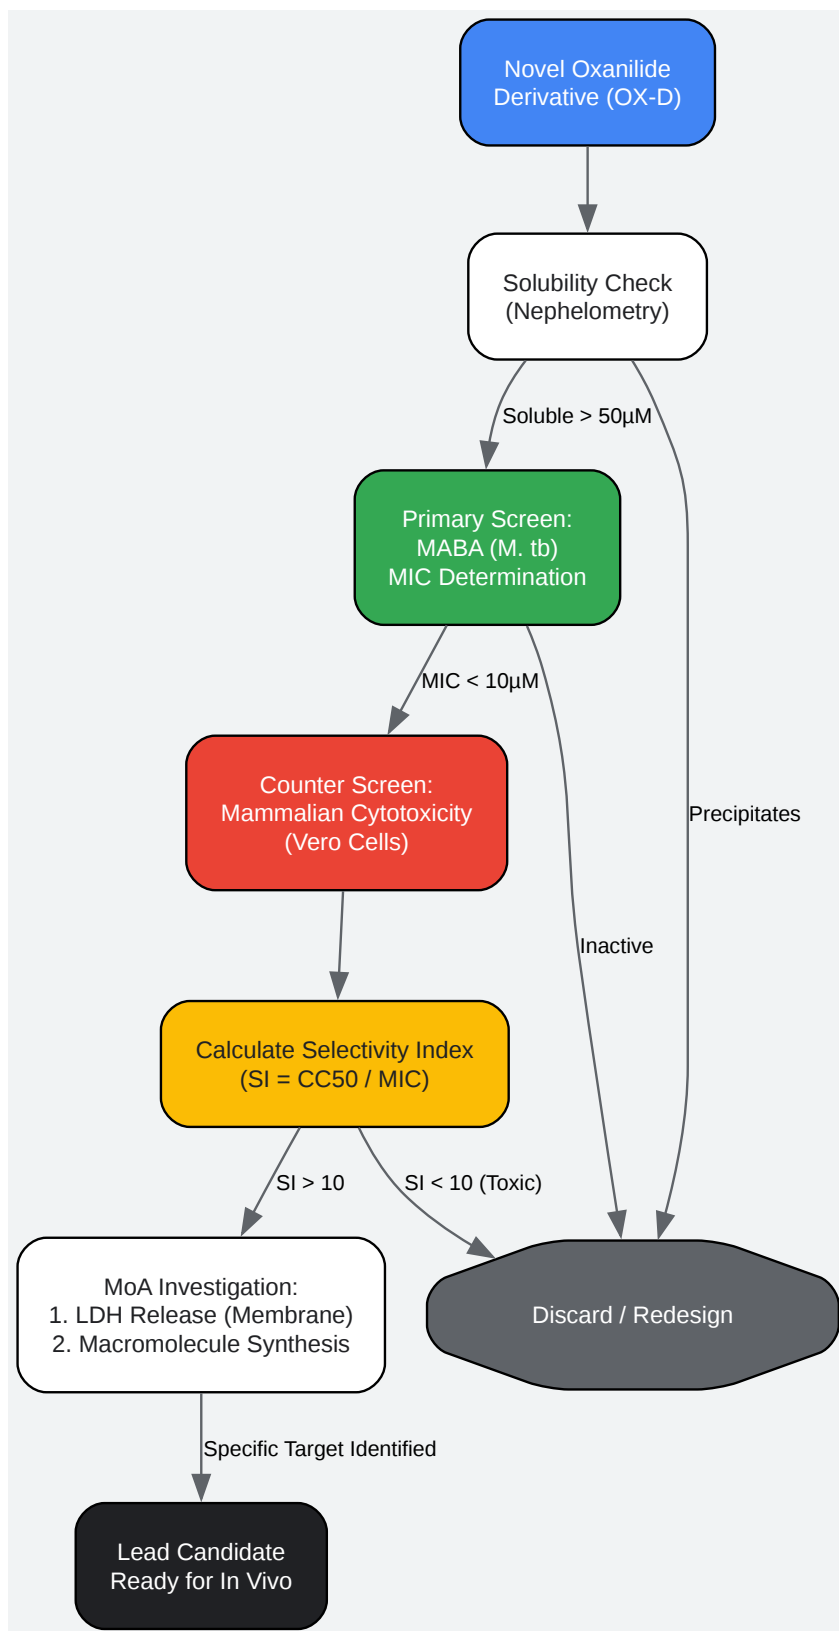 Novel Oxanilide
Derivative (OX-D)
Solubility Check
(Nephelometry)
Soluble > 50µM
Primary Screen:
MABA (M. tb)
MIC Determination
MIC < 10µM
Counter Screen:
Mammalian Cytotoxicity
(Vero Cells)
Precipitates
Inactive
Calculate Selectivity Index
(SI = CC50 / MIC)
SI > 10
SI < 10 (Toxic)
MoA Investigation:
1. LDH Release (Membrane)
2. Macromolecule Synthesis
Discard / Redesign
Specific Target Identified
Lead Candidate
Ready for In Vivo